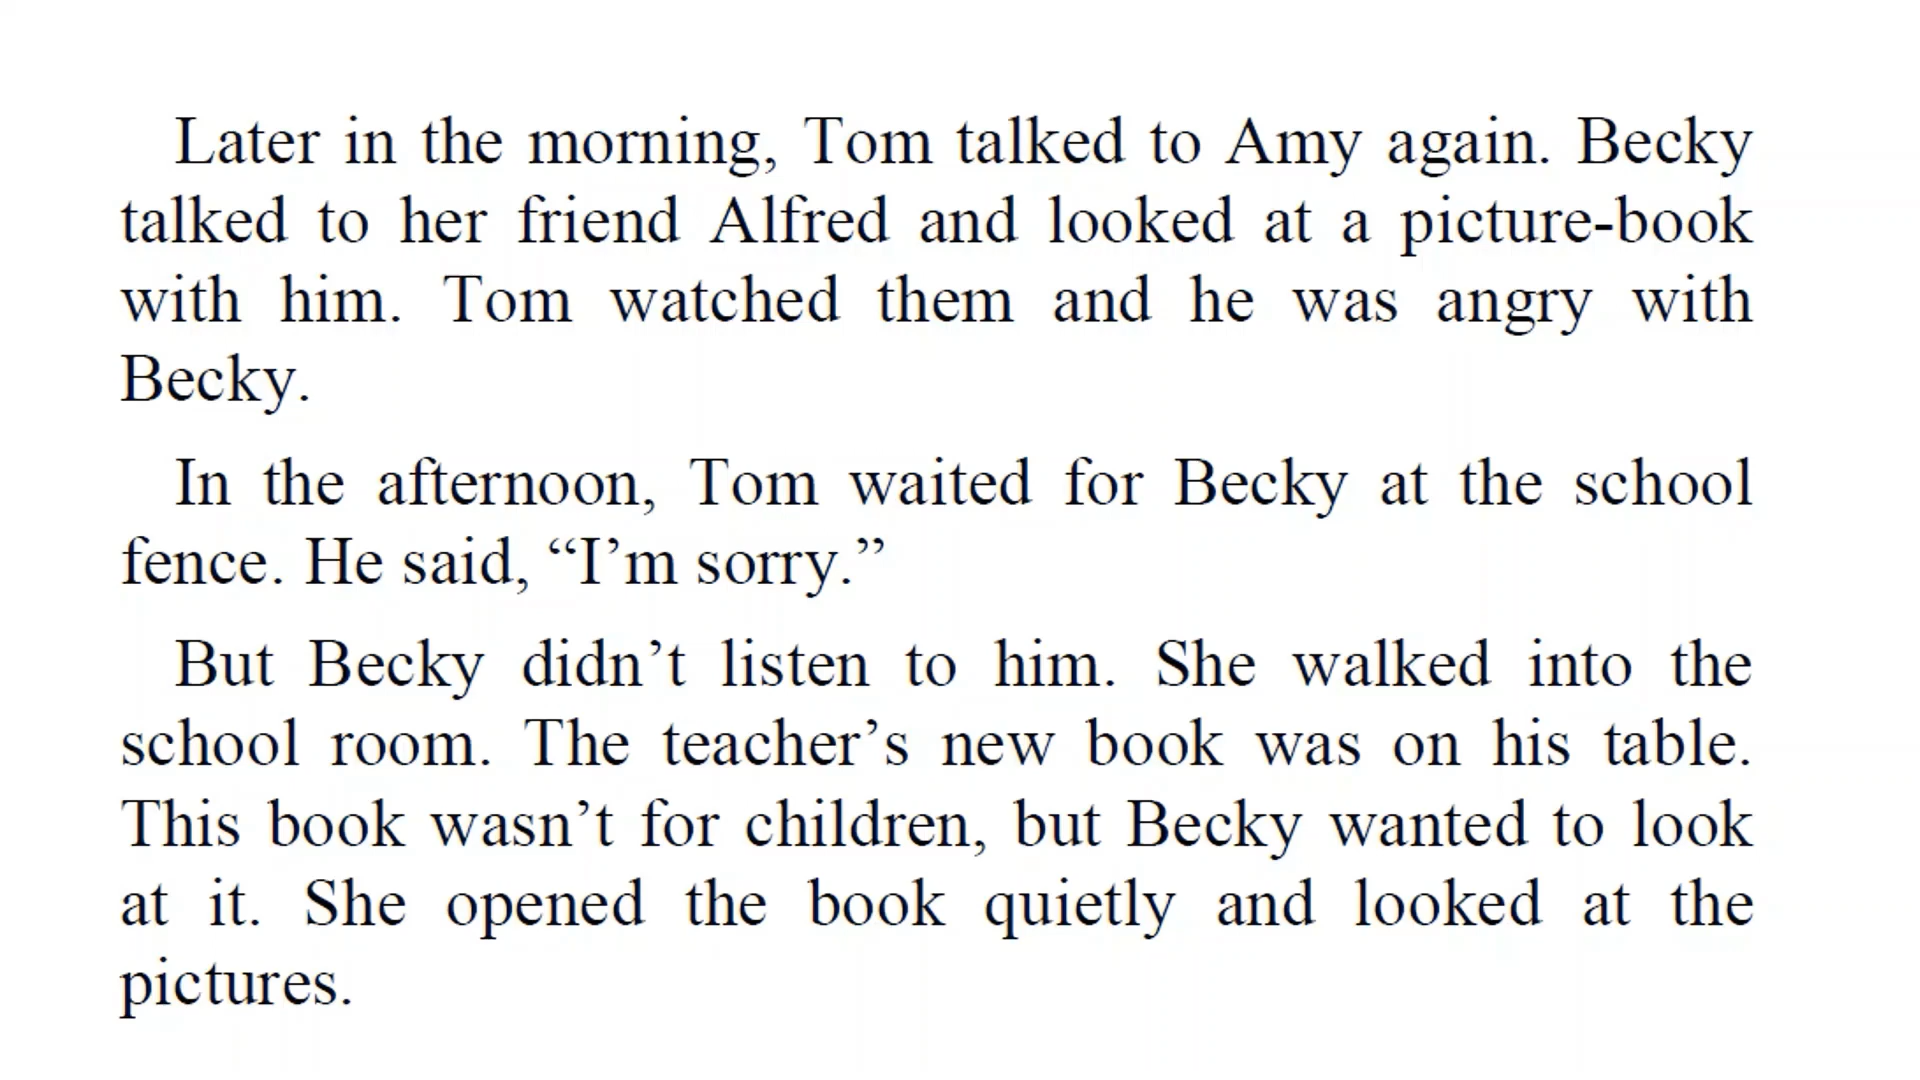 Later in the morning, Tom talked to Amy again. Becky
talked to her friend Alfred and looked at a picture-book
with him. Tom watched them and he was angry with
Becky.
In the afternoon, Tom waited for Becky at the school
fence. He said, “I’m sorry.”
But Becky didn’t listen to him. She walked into the
school room. The teacher’s new book was on his table.
This book wasn’t for children, but Becky wanted to look
at it. She opened the book quietly and looked at the
pictures.